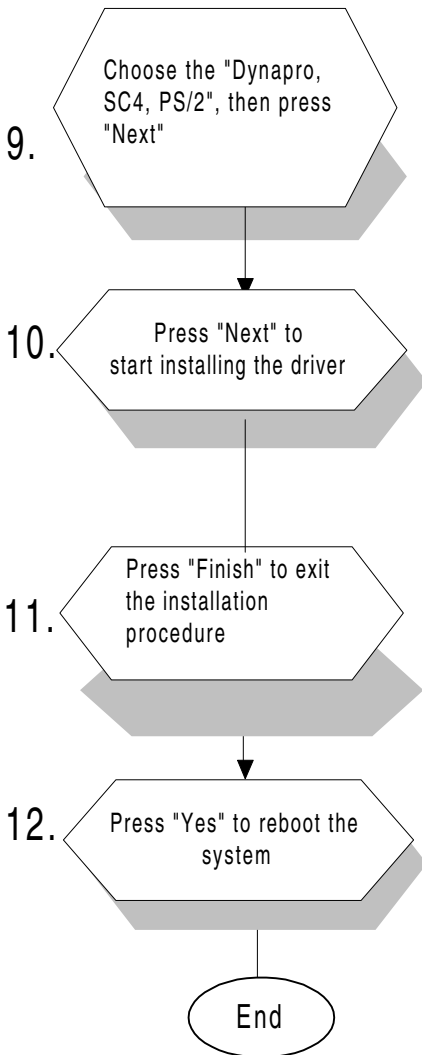 9.
Choose the "Dynapro,
SC4, PS/2", then press
"Next"
10.
Press "Next" to
start installing the driver
11.
Press "Finish" to exit
the installation
procedure
12.
Press "Yes" to reboot the
system
End